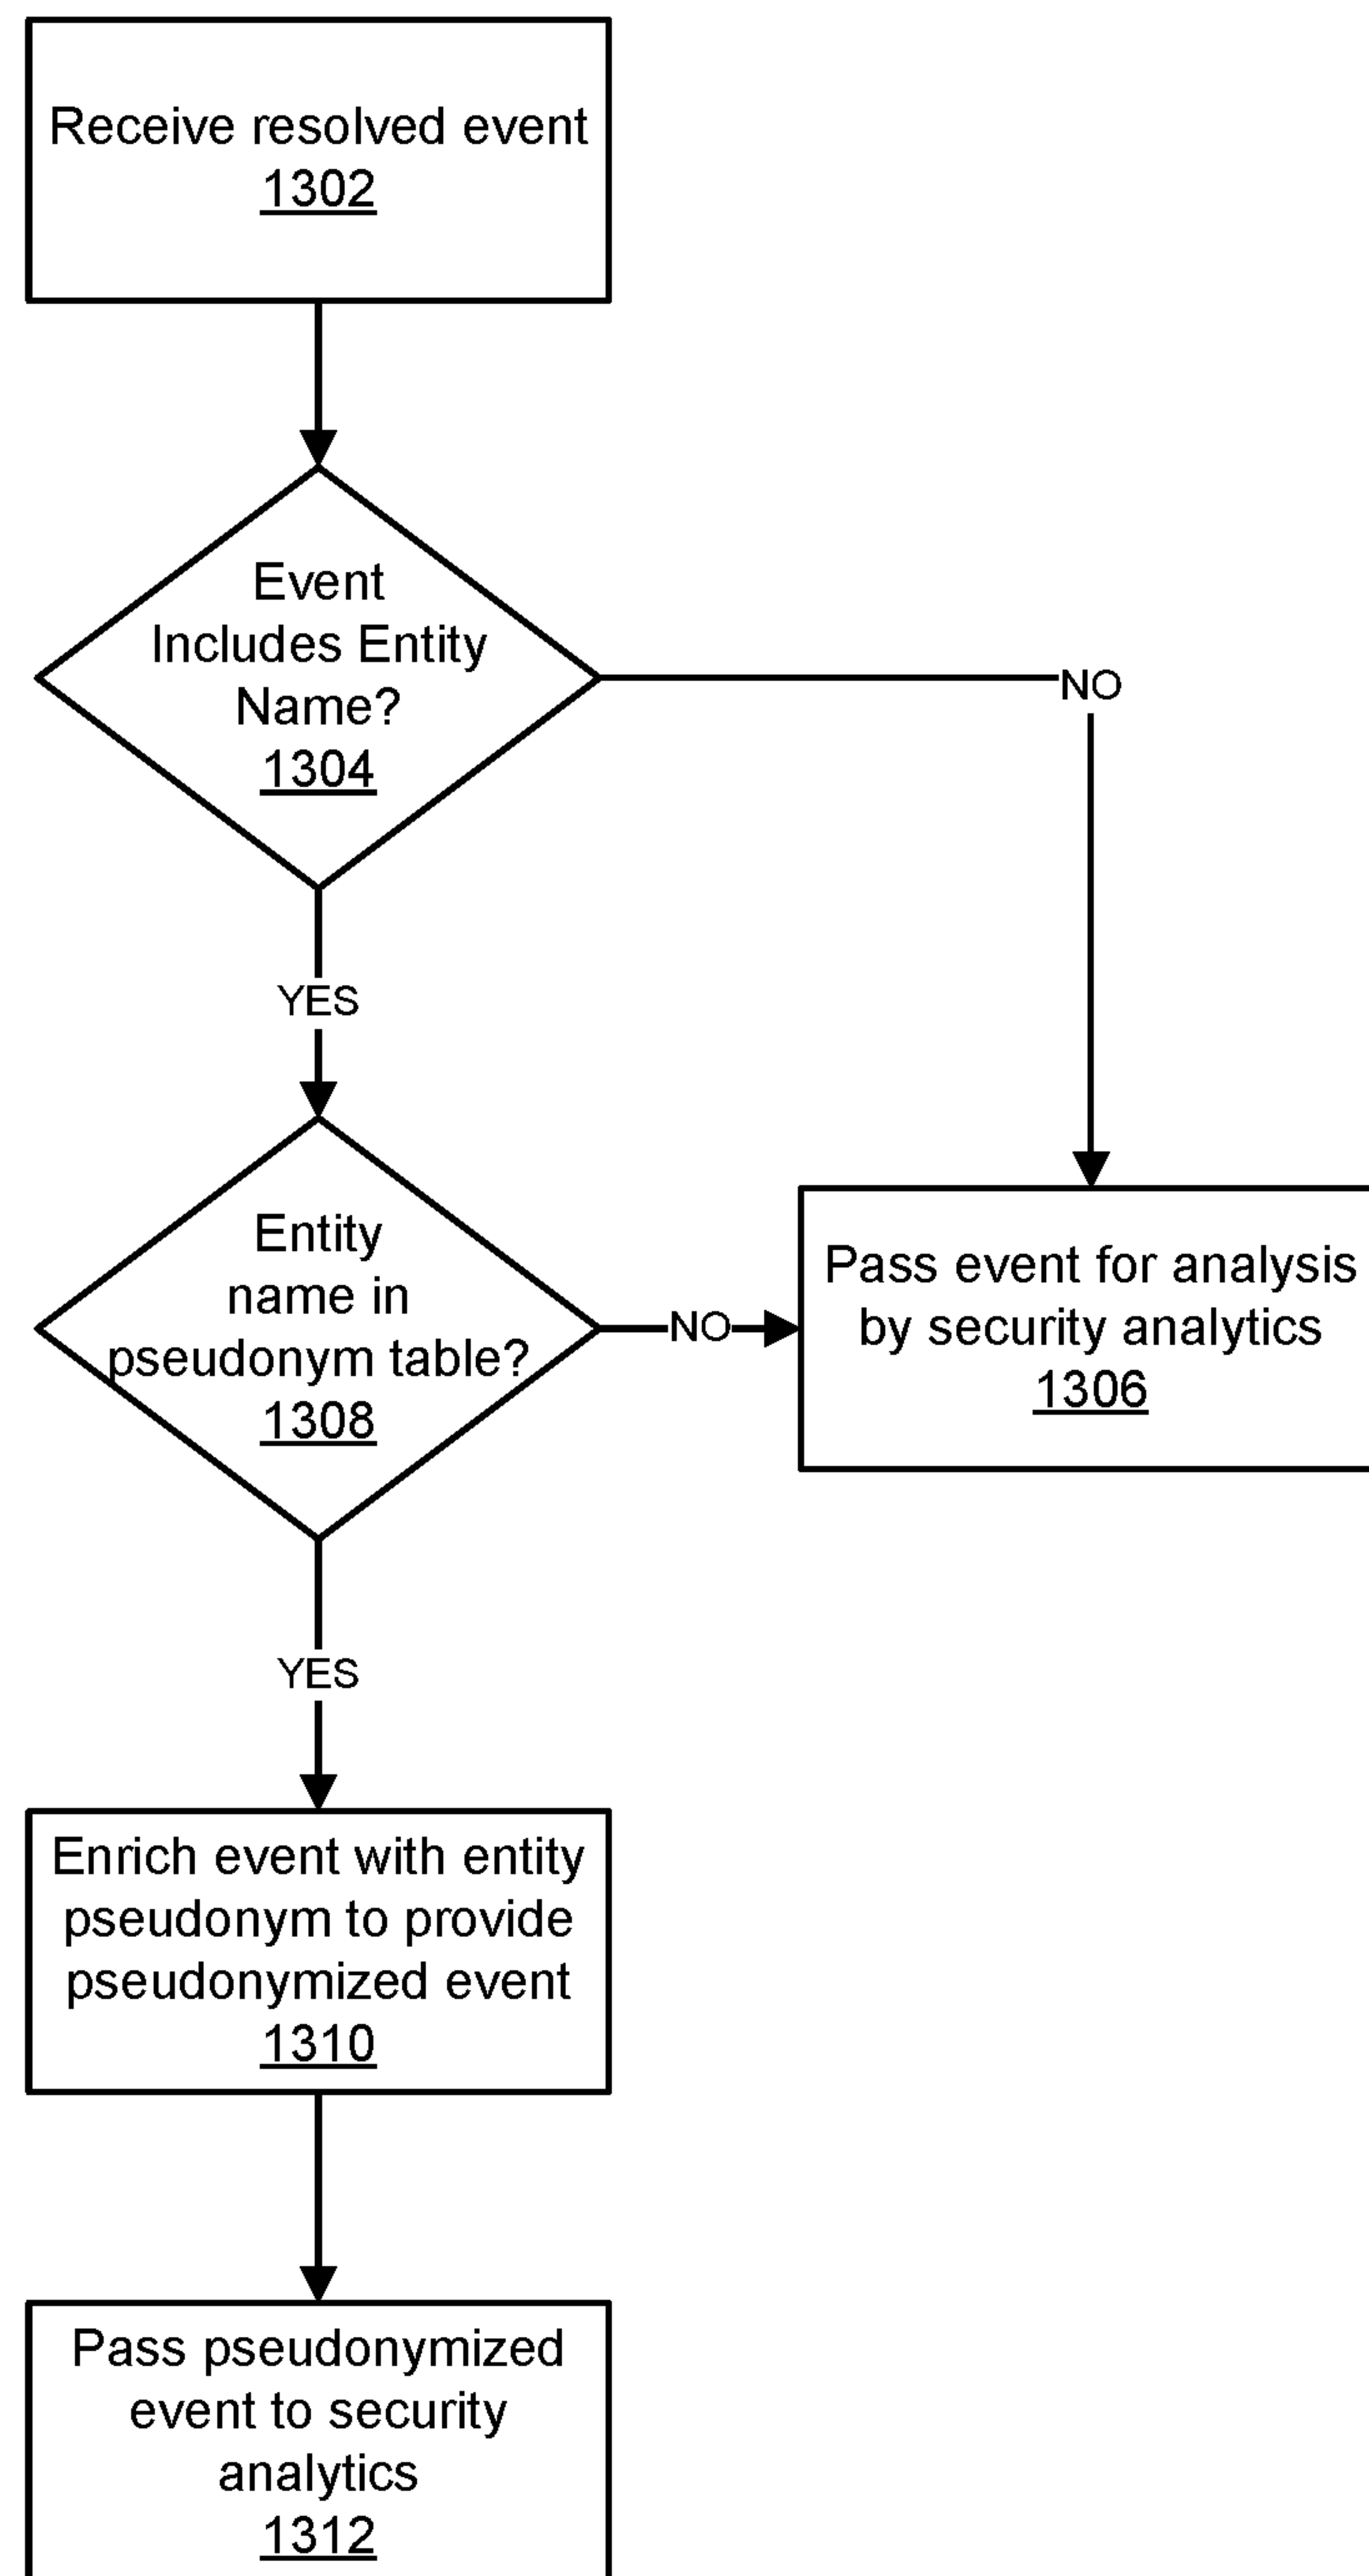 Receive resolved event
1302
Event
Includes Entity
Name?
1304
NO
YES
Entity
name in
pseudonym table?
1308
NO
Pass event for analysis
by security analytics
1306
YES
Enrich event with entity
pseudonym to provide
pseudonymized event
1310
Pass pseudonymized
event to security
analytics
1312